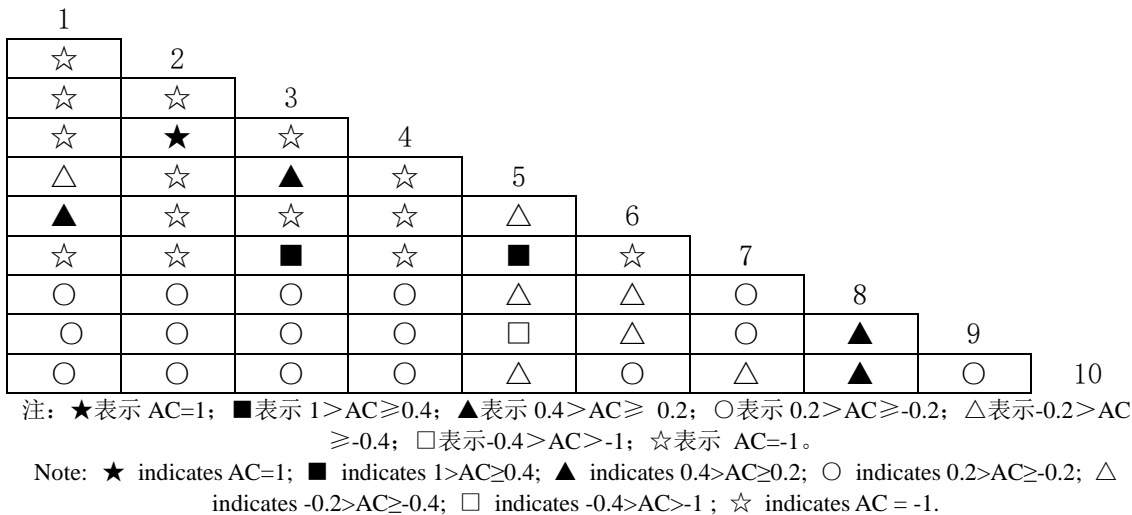 1
☆ 2
☆ ☆ 3
☆ ★ ☆ 4
△ ☆ ▲ ☆ 5
▲ ☆ ☆ ☆ △ 6
☆ ☆ ■ ☆ ■ ☆ 7
○ ○ ○ ○ △ △ ○ 8
○ ○ ○ ○ □ △ ○ ▲ 9
○ ○ ○ ○ △ ○ △ ▲ ○ 10
注：★表示 AC=1；■表示 1＞AC≥0.4；▲表示 0.4＞AC≥ 0.2；○表示 0.2＞AC≥-0.2；△表示-0.2＞AC
≥-0.4；□表示-0.4＞AC＞-1；☆表示 AC=-1。
Note: ★ indicates AC=1; ■ indicates 1>AC≥0.4; ▲ indicates 0.4>AC≥0.2; ○ indicates 0.2>AC≥-0.2; △
indicates -0.2>AC≥-0.4; □ indicates -0.4>AC>-1 ; ☆ indicates AC = -1.